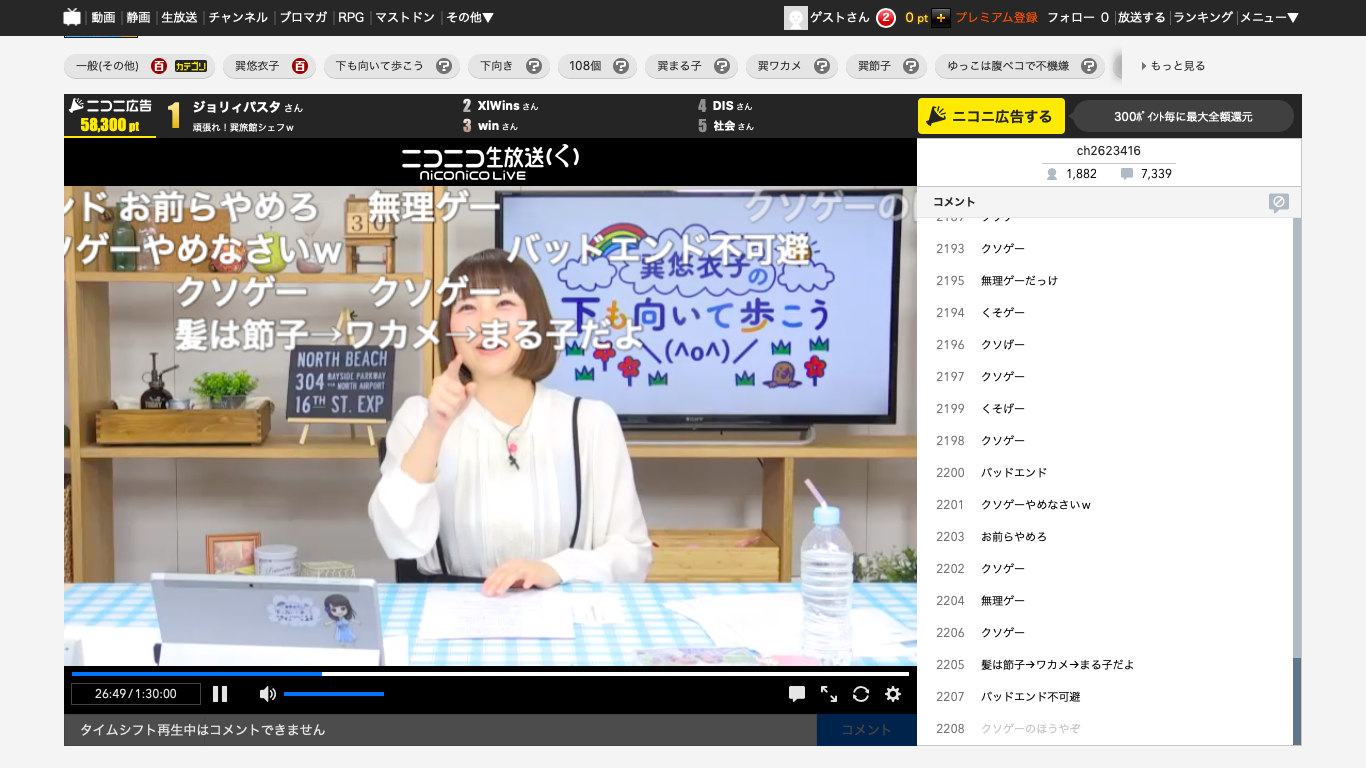 動画 静画 生放送 チャンネル ブロマガ RPG マストドン その他▼
ゲストさん 2 0 pt + プレミアム登録 フォロー 0 放送する ランキング メニュー▼
一般(その他) 百 カテゴリ 巽悠衣子 百 下も向いて歩こう ? 下向き ? 108個 ? 巽まる子 ? 巽ワカメ ? 巽節子 ? ゆっこは腹ペコで不機嫌 ? もっと見る
ニコニ広告
58,300 pt
1 ジョリィパスタ さん
頑張れ！巽旅館シェフw
2 XIWins さん
3 win さん
4 DIS さん
5 社会 さん
ニコニ広告する
300ﾎﾟｲﾝﾄ毎に最大全額還元
ニコニコ生放送(く)
niconico Live
ch2623416
1,882 7,339
コメント
ンド お前らやめろ 無理ゲー クソゲーの
ソゲーやめなさいw バッドエンド不可避
クソゲー クソゲー
髪は節子→ワカメ→まる子だよ
30
巽悠衣子の
下も向いて歩こう
＼(^o^)／
NORTH BEACH
304 BAYSIDE PARKWAY
NORTH AIRPORT
16TH ST. EXP
TODAY
SONY
2193 クソゲー
2195 無理ゲーだっけ
2194 くそゲー
2196 クソげー
2197 クソゲー
2199 くそげー
2198 クソゲー
2200 バッドエンド
2201 クソゲーやめなさいw
2203 お前らやめろ
2202 クソゲー
2204 無理ゲー
2206 クソゲー
2205 髪は節子→ワカメ→まる子だよ
2207 バッドエンド不可避
2208 クソゲーのほうやぞ
26:49/1:30:00
タイムシフト再生中はコメントできません
コメント